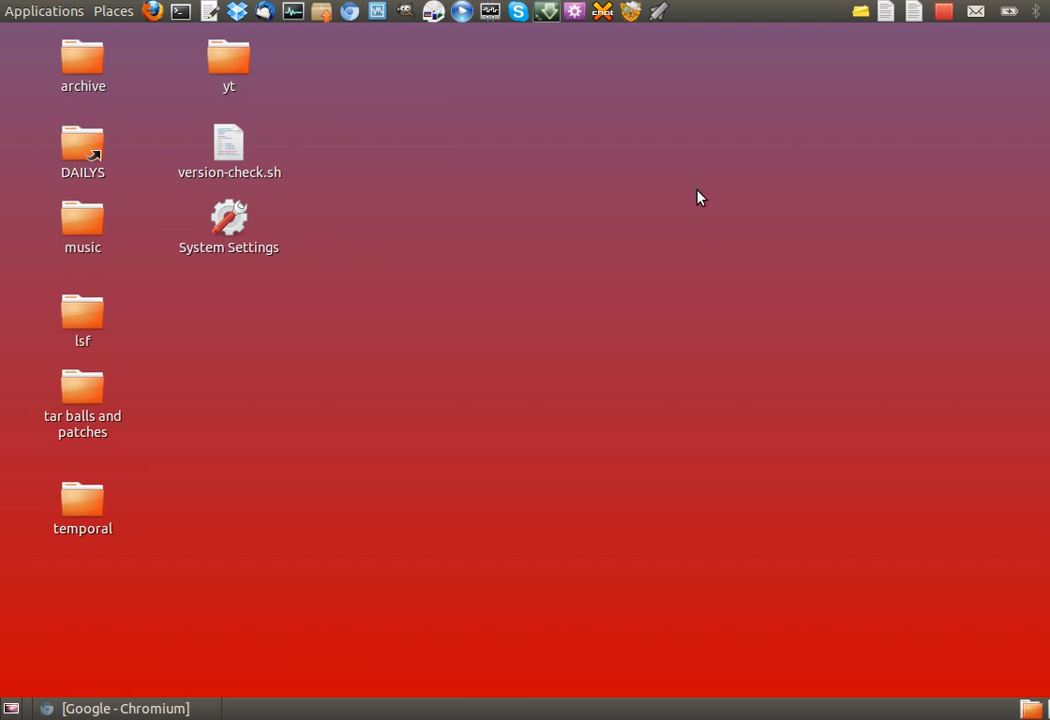 Applications Places
archive
yt
DAILYS
version-check.sh
music
System Settings
lsf
tar balls and
patches
temporal
[Google - Chromium]